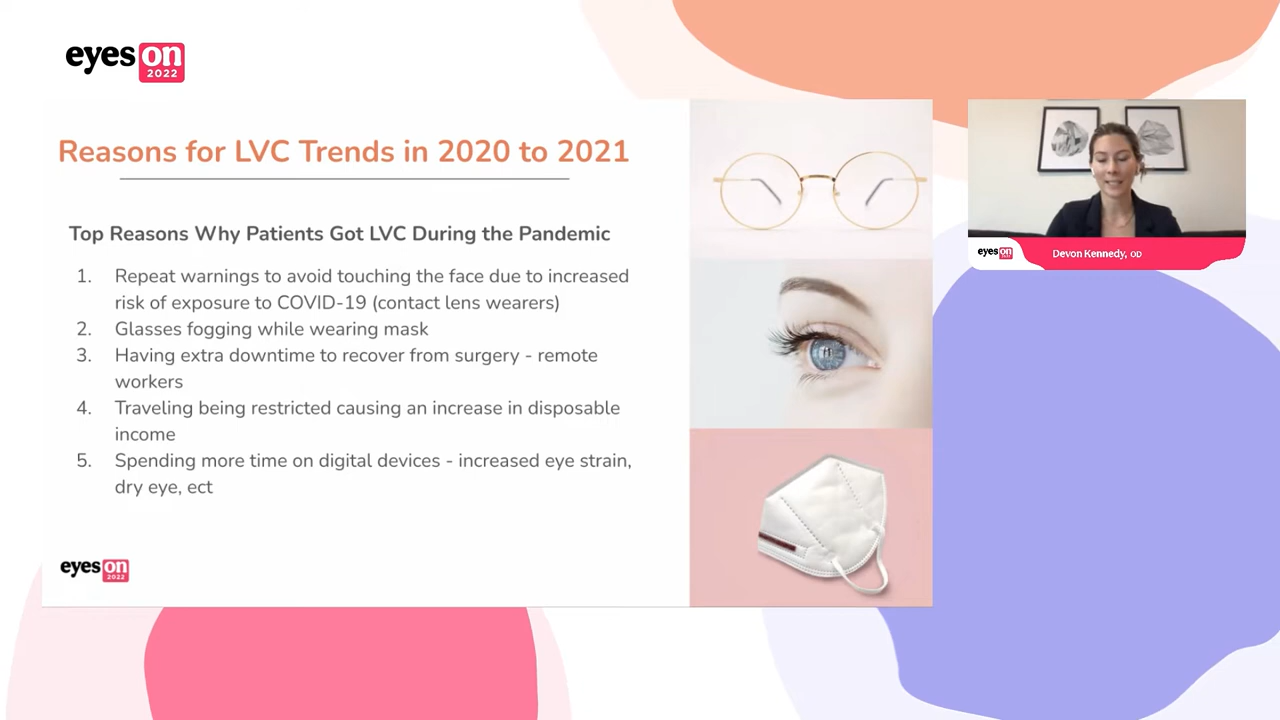 eyes on
2022
Reasons for LVC Trends in 2020 to 2021
Top Reasons Why Patients Got LVC During the Pandemic
1. Repeat warnings to avoid touching the face due to increased
risk of exposure to COVID-19 (contact lens wearers)
2. Glasses fogging while wearing mask
3. Having extra downtime to recover from surgery - remote
workers
4. Traveling being restricted causing an increase in disposable
income
5. Spending more time on digital devices - increased eye strain,
dry eye, ect
eyes on
2022
eyes on
2022
Devon Kennedy, OD